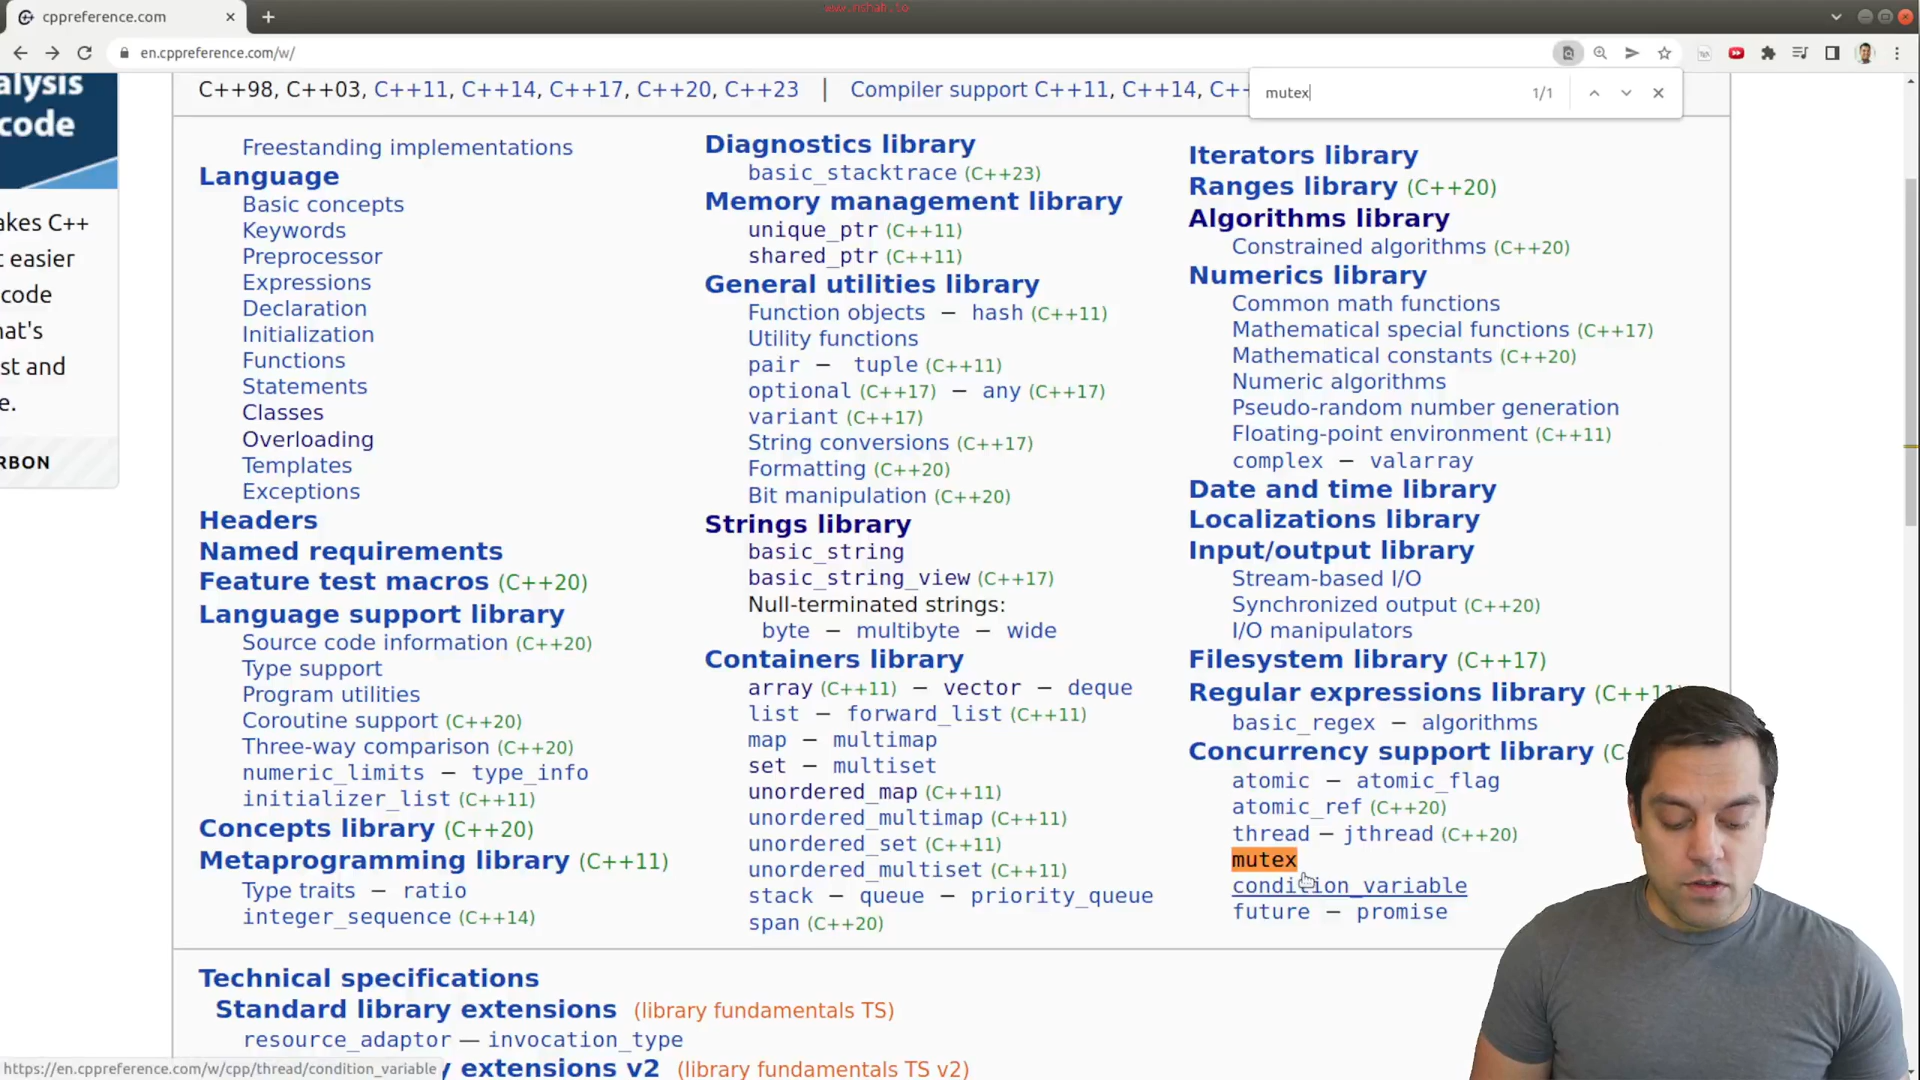 cppreference.com
www.mshah.io
en.cppreference.com/w/
mutex
1/1
alysis
code
akes C++
t easier
code
hat's
st and
e.
RBON
C++98, C++03, C++11, C++14, C++17, C++20, C++23 | Compiler support C++11, C++14, C++
Freestanding implementations
Language
Basic concepts
Keywords
Preprocessor
Expressions
Declaration
Initialization
Functions
Statements
Classes
Overloading
Templates
Exceptions
Headers
Named requirements
Feature test macros (C++20)
Language support library
Source code information (C++20)
Type support
Program utilities
Coroutine support (C++20)
Three-way comparison (C++20)
numeric_limits − type_info
initializer_list (C++11)
Concepts library (C++20)
Metaprogramming library (C++11)
Type traits − ratio
integer_sequence (C++14)
Diagnostics library
basic_stacktrace (C++23)
Memory management library
unique_ptr (C++11)
shared_ptr (C++11)
General utilities library
Function objects − hash (C++11)
Utility functions
pair − tuple (C++11)
optional (C++17) − any (C++17)
variant (C++17)
String conversions (C++17)
Formatting (C++20)
Bit manipulation (C++20)
Strings library
basic_string
basic_string_view (C++17)
Null-terminated strings:
byte − multibyte − wide
Containers library
array (C++11) − vector − deque
list − forward_list (C++11)
map − multimap
set − multiset
unordered_map (C++11)
unordered_multimap (C++11)
unordered_set (C++11)
unordered_multiset (C++11)
stack − queue − priority_queue
span (C++20)
Iterators library
Ranges library (C++20)
Algorithms library
Constrained algorithms (C++20)
Numerics library
Common math functions
Mathematical special functions (C++17)
Mathematical constants (C++20)
Numeric algorithms
Pseudo-random number generation
Floating-point environment (C++11)
complex − valarray
Date and time library
Localizations library
Input/output library
Stream-based I/O
Synchronized output (C++20)
I/O manipulators
Filesystem library (C++17)
Regular expressions library (C++11)
basic_regex − algorithms
Concurrency support library (C
atomic − atomic_flag
atomic_ref (C++20)
thread − jthread (C++20)
mutex
condition_variable
future − promise
Technical specifications
Standard library extensions (library fundamentals TS)
resource_adaptor — invocation_type
y extensions v2 (library fundamentals TS v2)
https://en.cppreference.com/w/cpp/thread/condition_variable